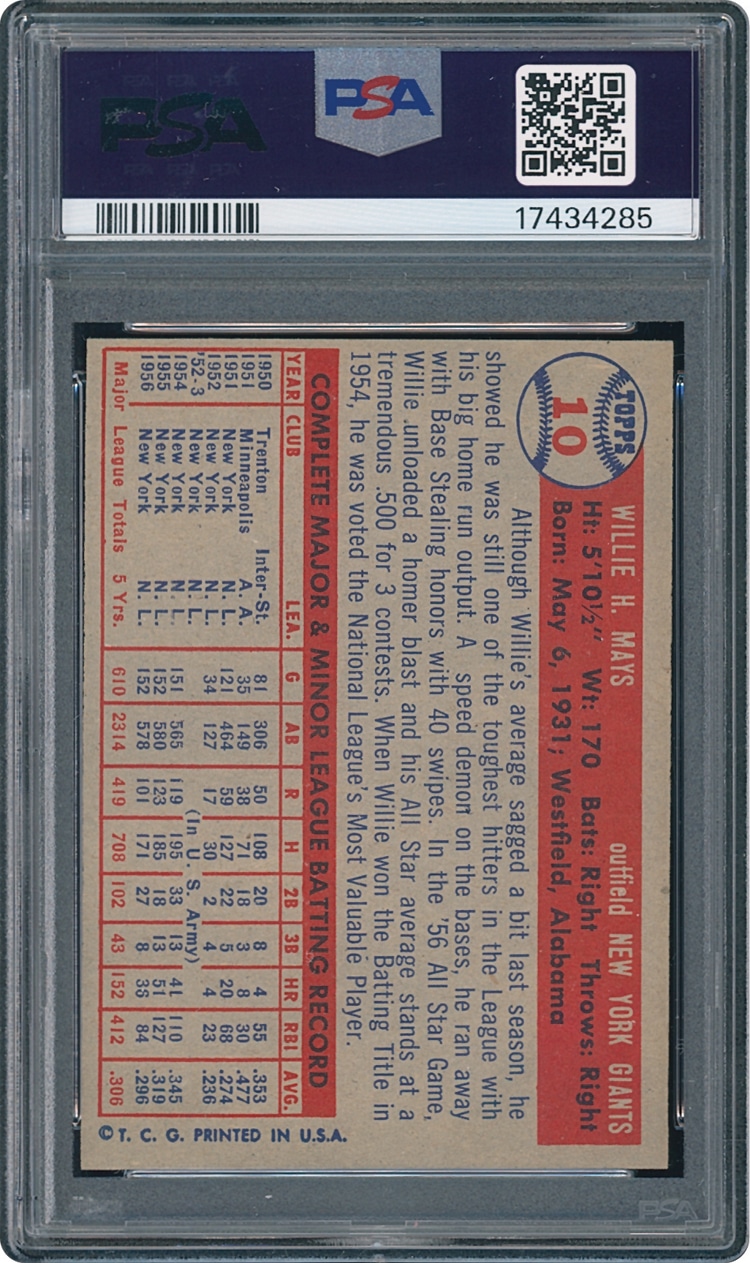 PSA
PSA
17434285
TOPPS
10
WILLIE H. MAYS outfield NEW YORK GIANTS
Ht: 5'10½" Wt: 170 Bats: Right Throws: Right
Born: May 6, 1931; Westfield, Alabama
Although Willie's average sagged a bit last season, he
showed he was still one of the toughest hitters in the League with
his big home run output. A speed demon on the bases, he ran away
with Base Stealing honors with 40 swipes. In the '56 All Star Game,
Willie unloaded a homer blast and his All Star average stands at a
tremendous .500 for 3 contests. When Willie won the Batting Title in
1954, he was voted the National League's Most Valuable Player.
COMPLETE MAJOR & MINOR LEAGUE BATTING RECORD
YEAR CLUB LEA. G AB R H 2B 3B HR RBI AVG.
1950 Trenton Inter-St. 81 306 50 108 20 8 4 55 .353
1951 Minneapolis A. A. 35 149 38 71 18 3 8 30 .477
1951 New York N. L. 121 464 59 127 22 5 20 68 .274
1952 New York N. L. 34 127 17 30 2 4 4 23 .236
'52-3 New York N. L. (In U. S. Army)
1954 New York N. L. 151 565 119 195 33 13 41 110 .345
1955 New York N. L. 152 580 123 185 18 13 51 127 .319
1956 New York N. L. 152 578 101 171 27 8 36 84 .296
Major League Totals 5 Yrs. 610 2314 419 708 102 43 152 412 .306
© T. C. G. PRINTED IN U.S.A.
PSA